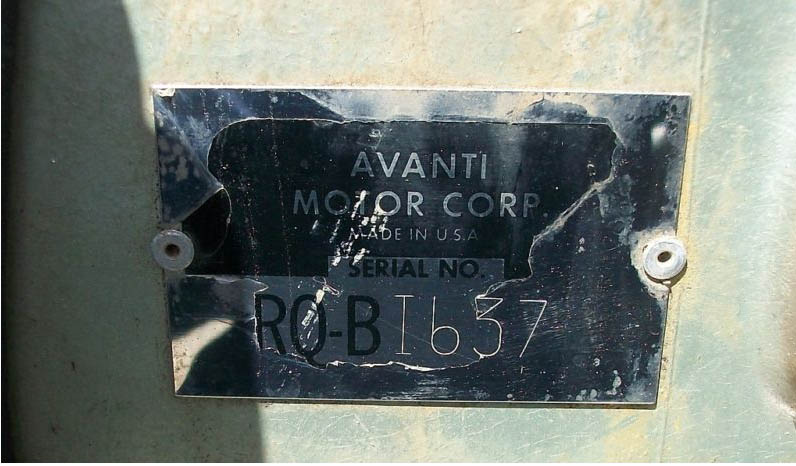 AVANTI
MOTOR CORP.
MADE IN U.S.A
SERIAL NO.
RQ-B1637